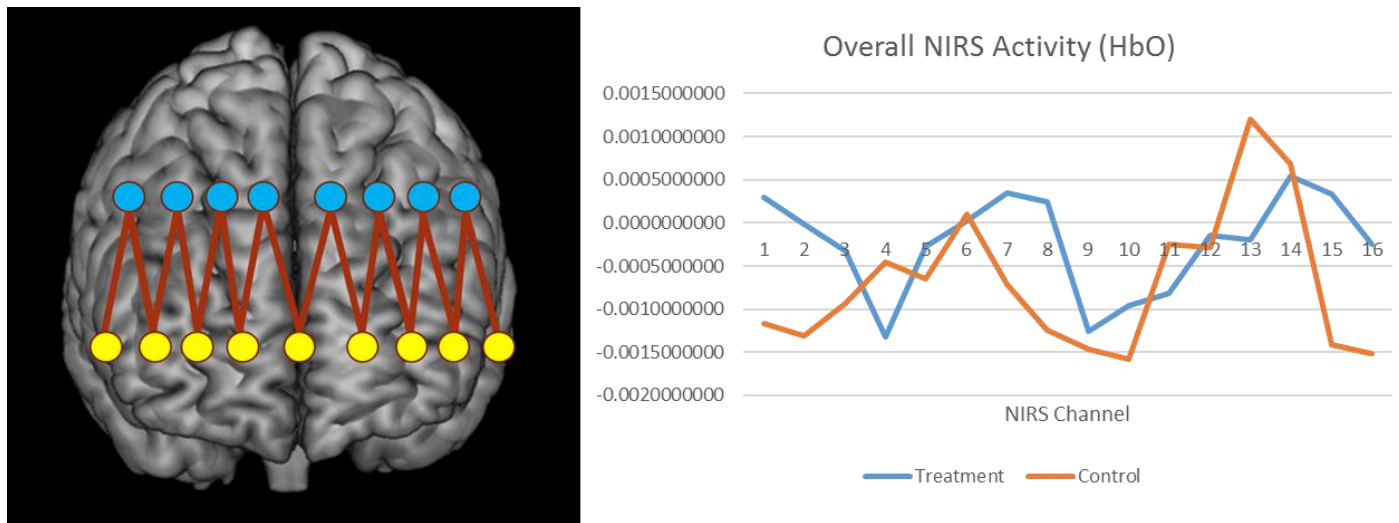 Overall NIRS Activity (HbO)
0.0015000000
0.0010000000
0.0005000000
0.0000000000
1 2 3 4 5 6 7 8 9 10 11 12 13 14 15 16
-0.0005000000
-0.0010000000
-0.0015000000
-0.0020000000
NIRS Channel
Treatment Control